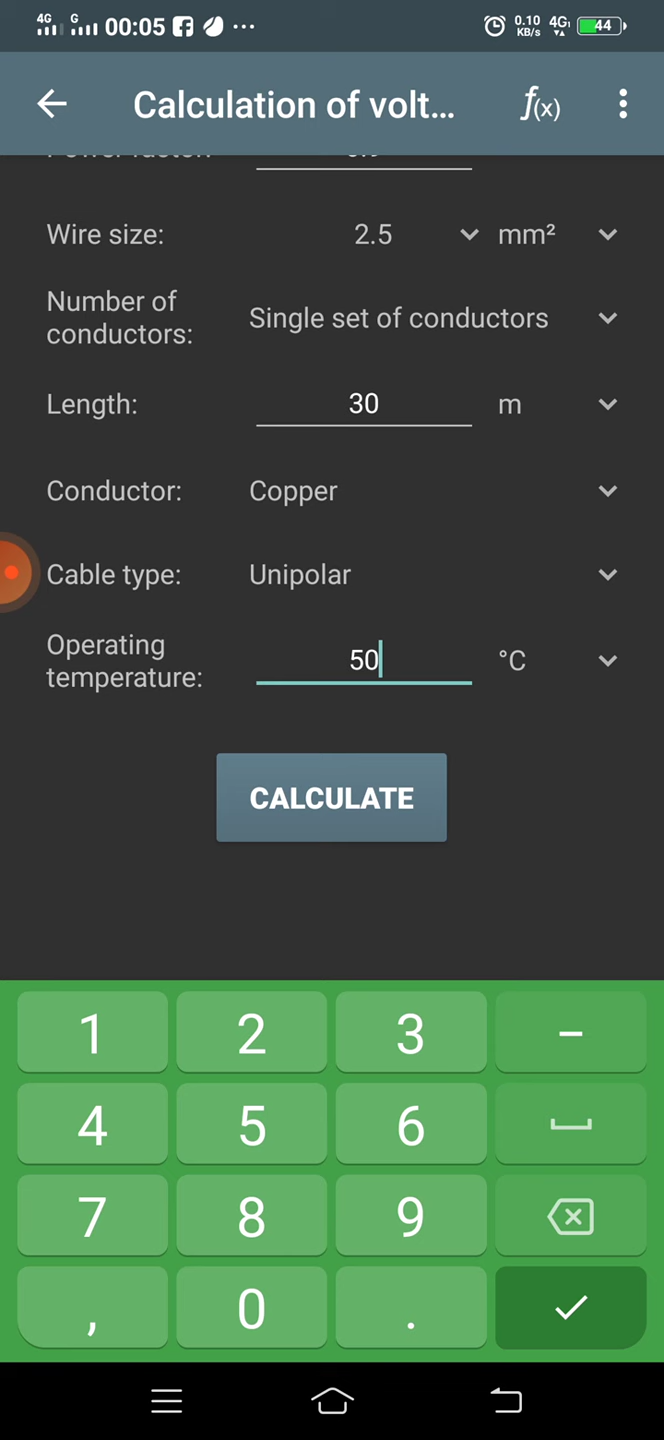 4G G 00:05 ... 0.10 KB/s 4G 44
Calculation of volt... f(x)
Wire size: 2.5 mm²
Number of conductors: Single set of conductors
Length: 30 m
Conductor: Copper
Cable type: Unipolar
Operating temperature: 50 °C
CALCULATE
1 2 3 -
4 5 6
7 8 9
, 0 .